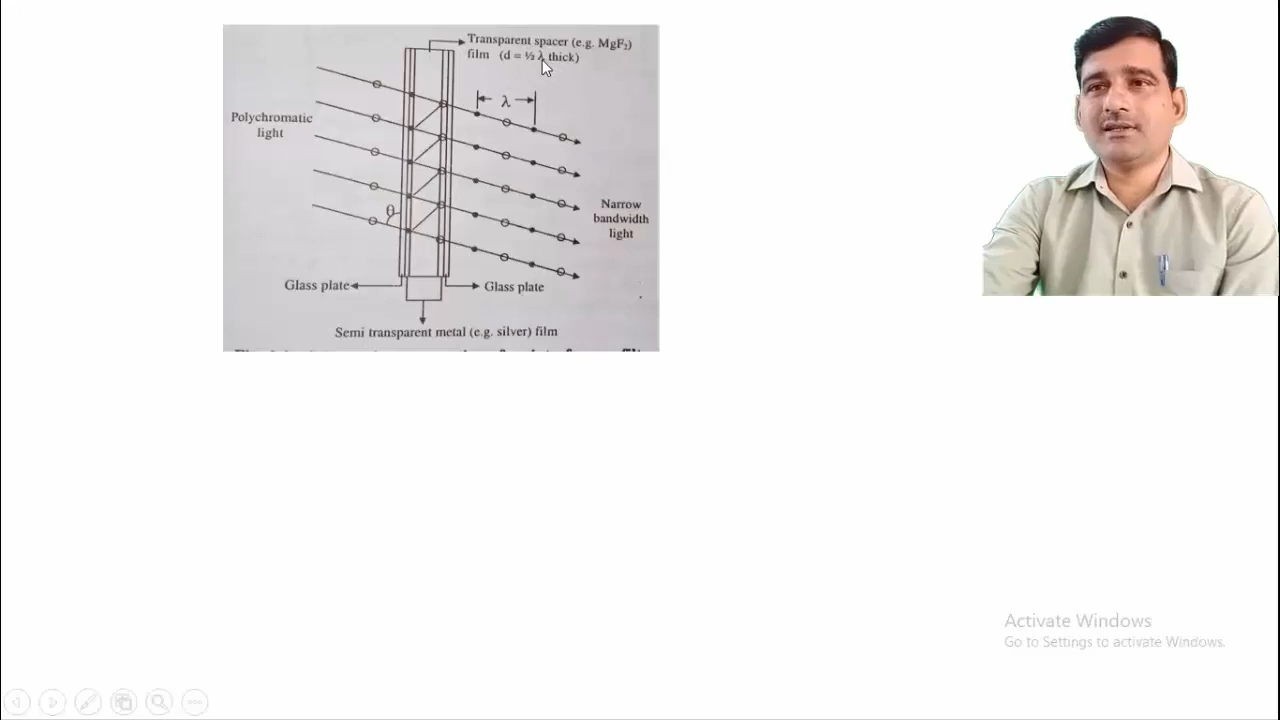 Transparent spacer (e.g. MgF₂)
film (d = ½ λ thick)
λ
Polychromatic
light
θ
Narrow
bandwidth
light
Glass plate
Glass plate
Semi transparent metal (e.g. silver) film
Activate Windows
Go to Settings to activate Windows.